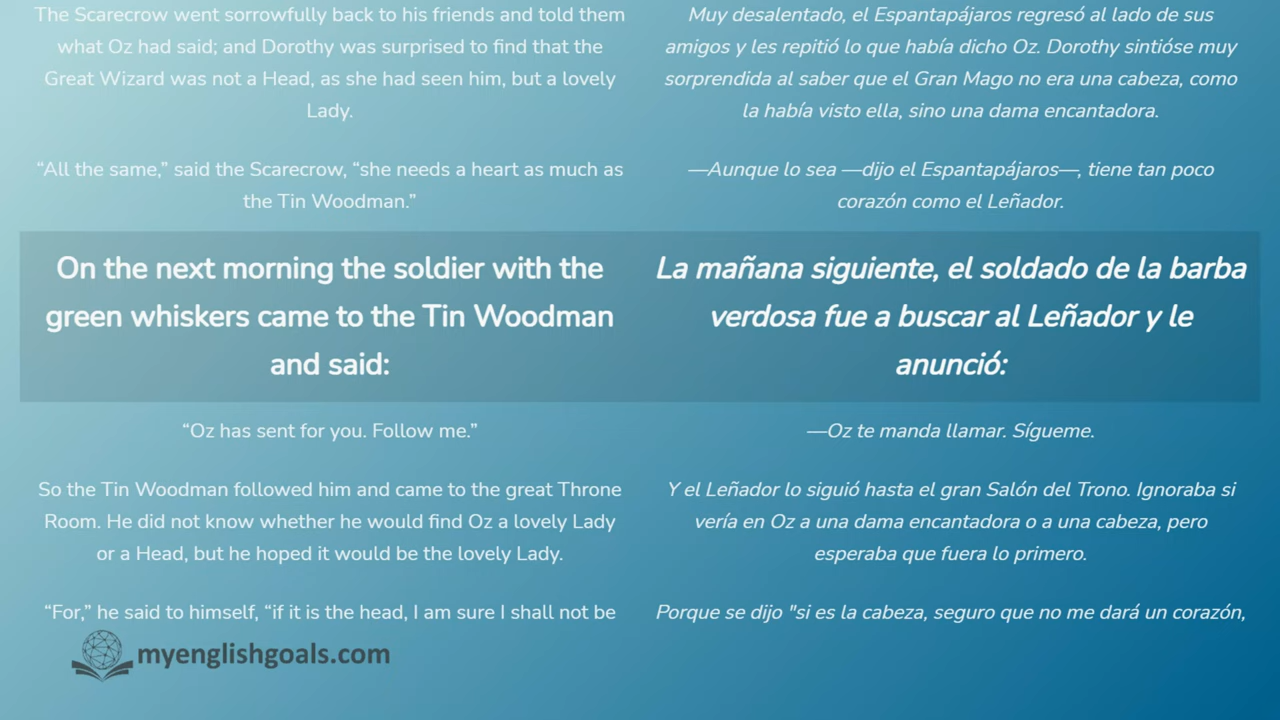 The Scarecrow went sorrowfully back to his friends and told them
what Oz had said; and Dorothy was surprised to find that the
Great Wizard was not a Head, as she had seen him, but a lovely
Lady.
“All the same,” said the Scarecrow, “she needs a heart as much as
the Tin Woodman.”
On the next morning the soldier with the
green whiskers came to the Tin Woodman
and said:
“Oz has sent for you. Follow me.”
So the Tin Woodman followed him and came to the great Throne
Room. He did not know whether he would find Oz a lovely Lady
or a Head, but he hoped it would be the lovely Lady.
“For,” he said to himself, “if it is the head, I am sure I shall not be
Muy desalentado, el Espantapájaros regresó al lado de sus
amigos y les repitió lo que había dicho Oz. Dorothy sintióse muy
sorprendida al saber que el Gran Mago no era una cabeza, como
la había visto ella, sino una dama encantadora.
—Aunque lo sea —dijo el Espantapájaros—, tiene tan poco
corazón como el Leñador.
La mañana siguiente, el soldado de la barba
verdosa fue a buscar al Leñador y le
anunció:
—Oz te manda llamar. Sígueme.
Y el Leñador lo siguió hasta el gran Salón del Trono. Ignoraba si
vería en Oz a una dama encantadora o a una cabeza, pero
esperaba que fuera lo primero.
Porque se dijo "si es la cabeza, seguro que no me dará un corazón,
myenglishgoals.com